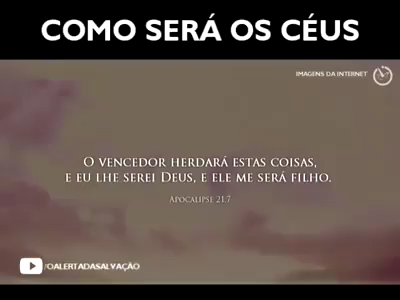 COMO SERÁ OS CÉUS
IMAGENS DA INTERNET
O VENCEDOR HERDARÁ ESTAS COISAS,
E EU LHE SEREI DEUS, E ELE ME SERÁ FILHO.
APOCALIPSE 21.7
/OALERTADASALVAÇÃO